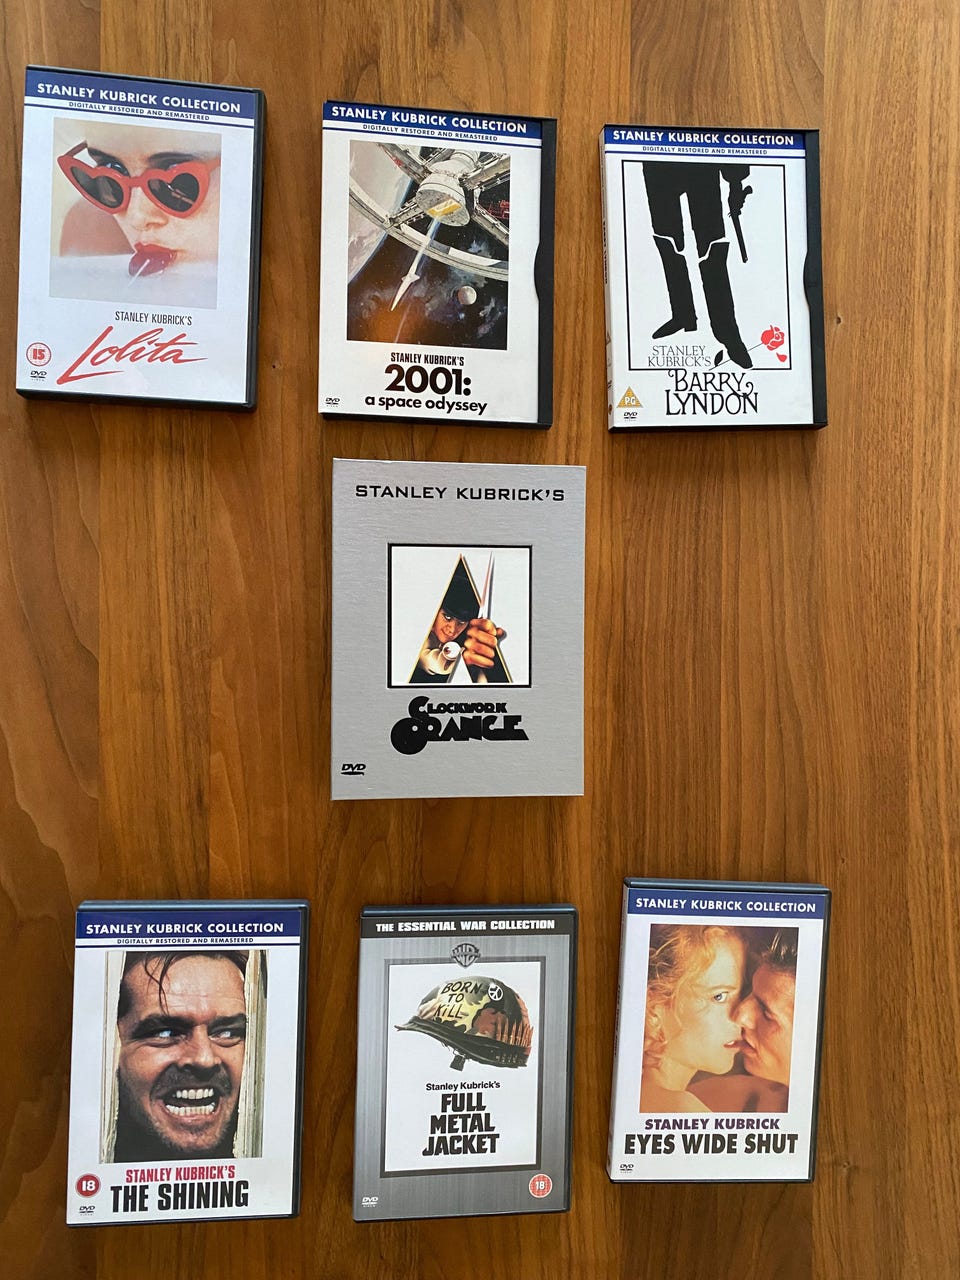 STANLEY KUBRICK COLLECTION
DIGITALLY RESTORED AND REMASTERED
STANLEY KUBRICK'S
Lolita
15
DVD
STANLEY KUBRICK COLLECTION
DIGITALLY RESTORED AND REMASTERED
STANLEY KUBRICK'S
2001:
a space odyssey
DVD
STANLEY KUBRICK COLLECTION
DIGITALLY RESTORED AND REMASTERED
STANLEY
KUBRICK'S
BARRY
LYNDON
PG
DVD
STANLEY KUBRICK'S
CLOCKWORK
ORANGE
DVD
STANLEY KUBRICK COLLECTION
DIGITALLY RESTORED AND REMASTERED
STANLEY KUBRICK'S
THE SHINING
18
DVD
THE ESSENTIAL WAR COLLECTION
WB
BORN
TO
KILL
Stanley Kubrick's
FULL
METAL
JACKET
DVD
18
STANLEY KUBRICK COLLECTION
STANLEY KUBRICK
EYES WIDE SHUT
DVD